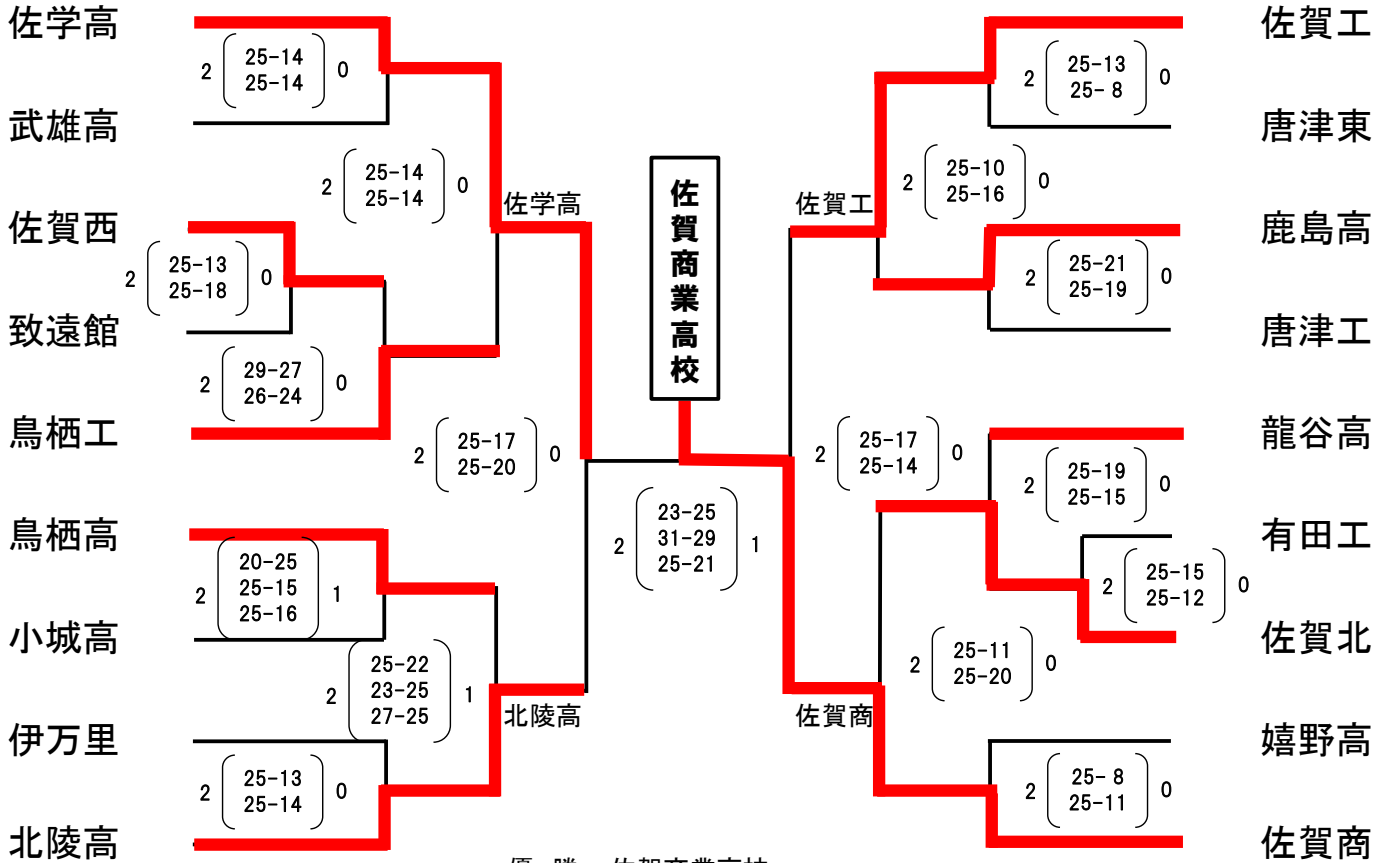 佐学高
2 25-14 0
25-14
武雄高
2 25-14 0
25-14
佐学高
佐賀西
2 25-13 0
25-18
致遠館
2 29-27 0
26-24
鳥栖工
2 25-17 0
25-20
鳥栖高
20-25
2 25-15 1
25-16
小城高
25-22
2 23-25 1
27-25
北陵高
伊万里
2 25-13 0
25-14
北陵高
佐賀商業高校
23-25
2 31-29 1
25-21
佐賀工
2 25-13 0
25- 8
唐津東
2 25-10 0
25-16
佐賀工
鹿島高
2 25-21 0
25-19
唐津工
2 25-17 0
25-14
龍谷高
2 25-19 0
25-15
有田工
2 25-15 0
25-12
佐賀北
2 25-11 0
25-20
佐賀商
嬉野高
2 25- 8 0
25-11
佐賀商
優 勝 佐賀商業高校